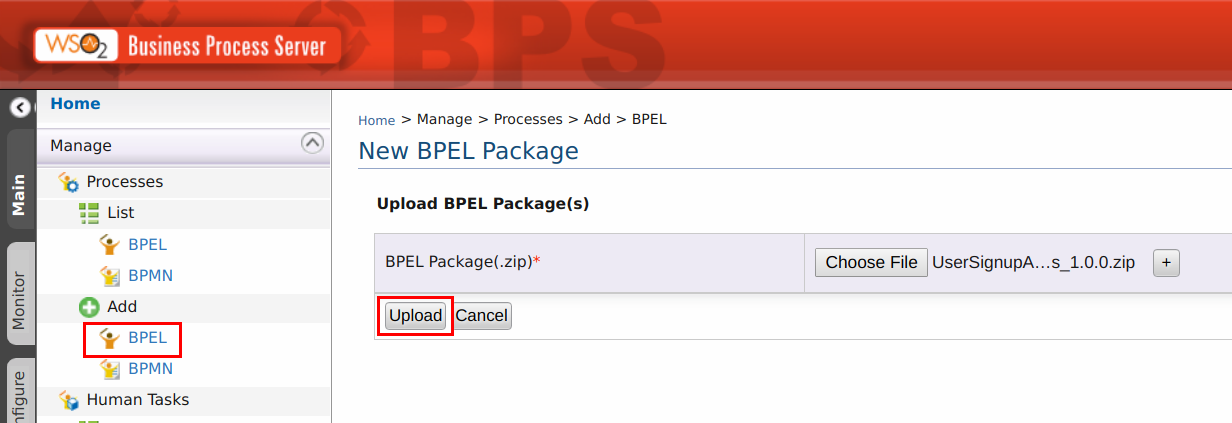 BPS
WSO2 Business Process Server
Home
Manage
Processes
List
BPEL
BPMN
Add
BPEL
BPMN
Human Tasks
Main
Monitor
nfigure
Home > Manage > Processes > Add > BPEL
New BPEL Package
Upload BPEL Package(s)
BPEL Package(.zip)* Choose File UserSignupA...s_1.0.0.zip +
Upload Cancel